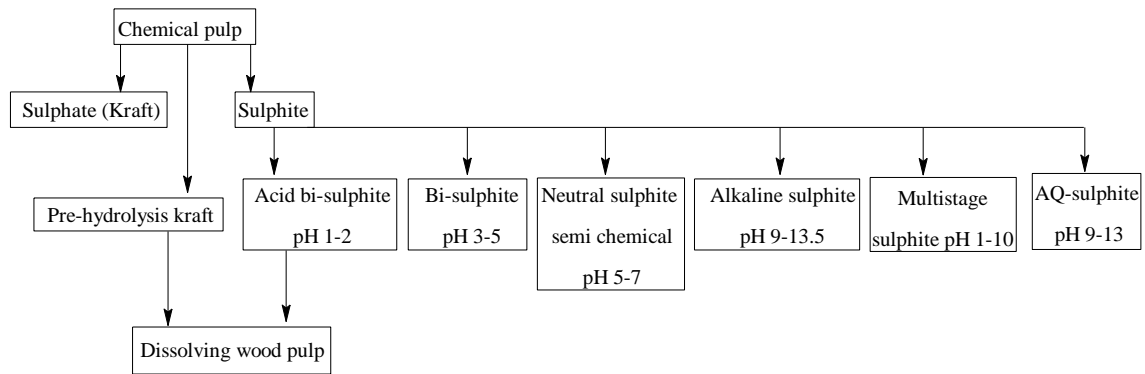 Chemical pulp
Sulphate (Kraft)
Sulphite
Pre-hydrolysis kraft
Acid bi-sulphite
pH 1-2
Bi-sulphite
pH 3-5
Neutral sulphite
semi chemical
pH 5-7
Alkaline sulphite
pH 9-13.5
Multistage
sulphite pH 1-10
AQ-sulphite
pH 9-13
Dissolving wood pulp